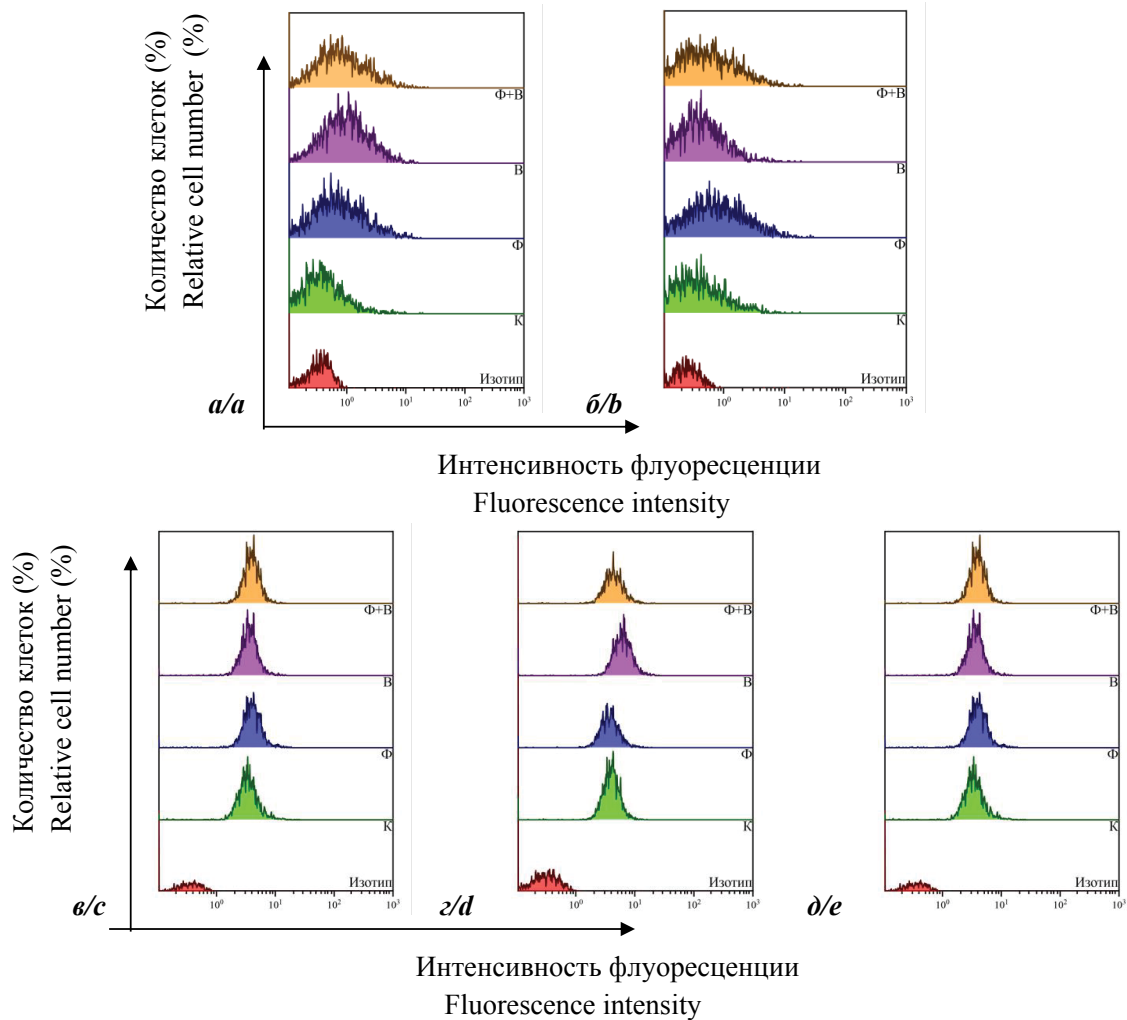 Количество клеток (%)
Relative cell number (%)
Ф+В
В
Ф
К
Изотип
10⁰ 10¹ 10² 10³
а/a
Ф+В
В
Ф
К
Изотип
10⁰ 10¹ 10² 10³
б/b
Интенсивность флуоресценции
Fluorescence intensity
Количество клеток (%)
Relative cell number (%)
Ф+В
В
Ф
К
Изотип
10⁰ 10¹ 10² 10³
в/c
Ф+В
В
Ф
К
Изотип
10⁰ 10¹ 10² 10³
г/d
Ф+В
В
Ф
К
Изотип
10⁰ 10¹ 10² 10³
д/e
Интенсивность флуоресценции
Fluorescence intensity